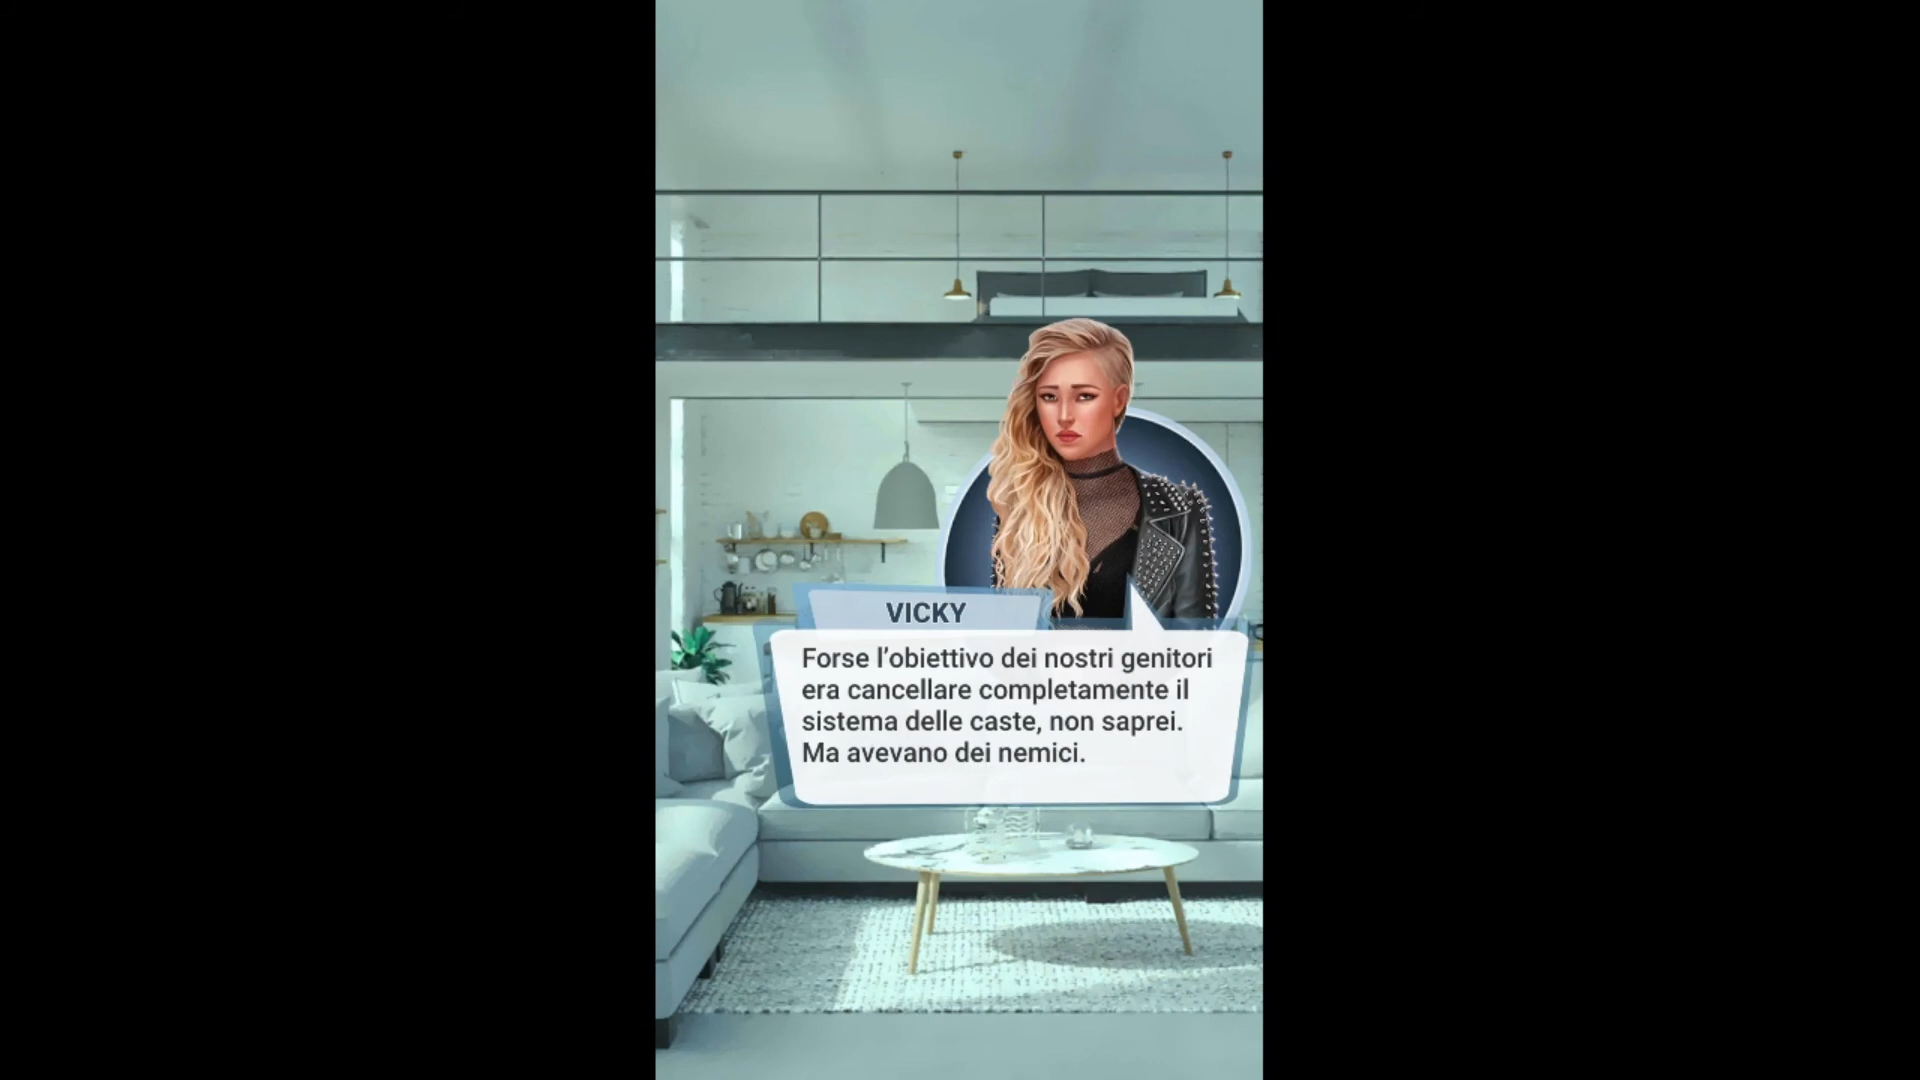 VICKY
Forse l’obiettivo dei nostri genitori
era cancellare completamente il
sistema delle caste, non saprei.
Ma avevano dei nemici.